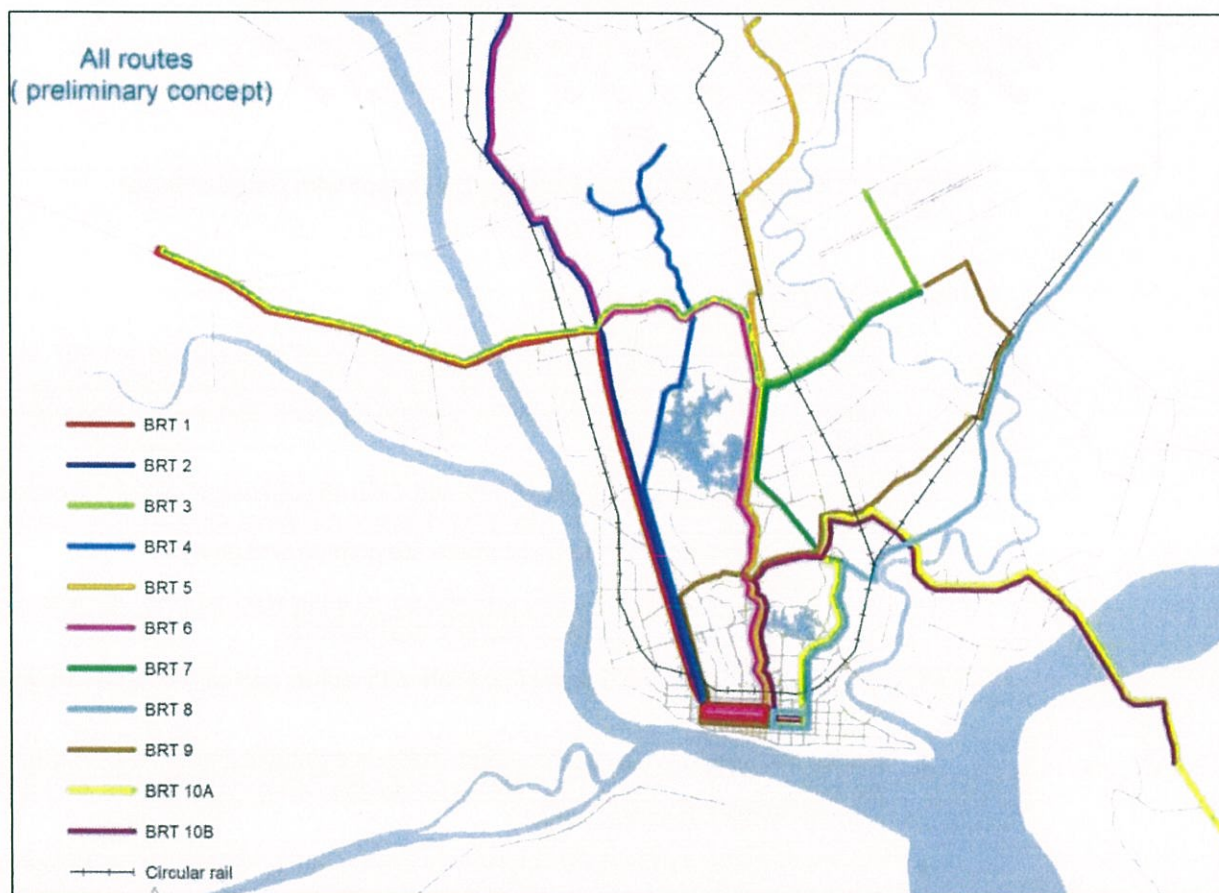 All routes
( preliminary concept)
BRT 1
BRT 2
BRT 3
BRT 4
BRT 5
BRT 6
BRT 7
BRT 8
BRT 9
BRT 10A
BRT 10B
Circular rail